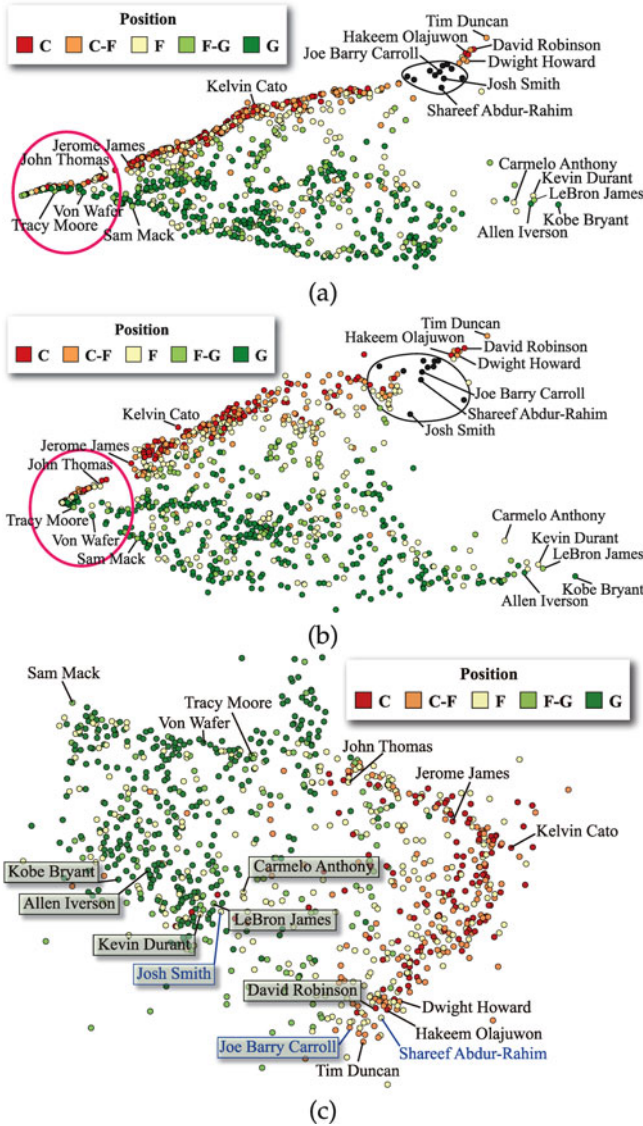 Position
C C-F F F-G G
Tim Duncan
Hakeem Olajuwon
David Robinson
Joe Barry Carroll
Dwight Howard
Josh Smith
Shareef Abdur-Rahim
Kelvin Cato
Jerome James
John Thomas
Tracy Moore
Von Wafer
Sam Mack
Carmelo Anthony
Kevin Durant
LeBron James
Kobe Bryant
Allen Iverson
(a)
Position
C C-F F F-G G
Tim Duncan
Hakeem Olajuwon
David Robinson
Dwight Howard
Joe Barry Carroll
Shareef Abdur-Rahim
Josh Smith
Kelvin Cato
Jerome James
John Thomas
Tracy Moore
Von Wafer
Sam Mack
Carmelo Anthony
Kevin Durant
LeBron James
Kobe Bryant
Allen Iverson
(b)
Position
C C-F F F-G G
Sam Mack
Tracy Moore
Von Wafer
John Thomas
Jerome James
Kelvin Cato
Kobe Bryant
Carmelo Anthony
Allen Iverson
LeBron James
Kevin Durant
Josh Smith
David Robinson
Dwight Howard
Hakeem Olajuwon
Joe Barry Carroll
Shareef Abdur-Rahim
Tim Duncan
(c)